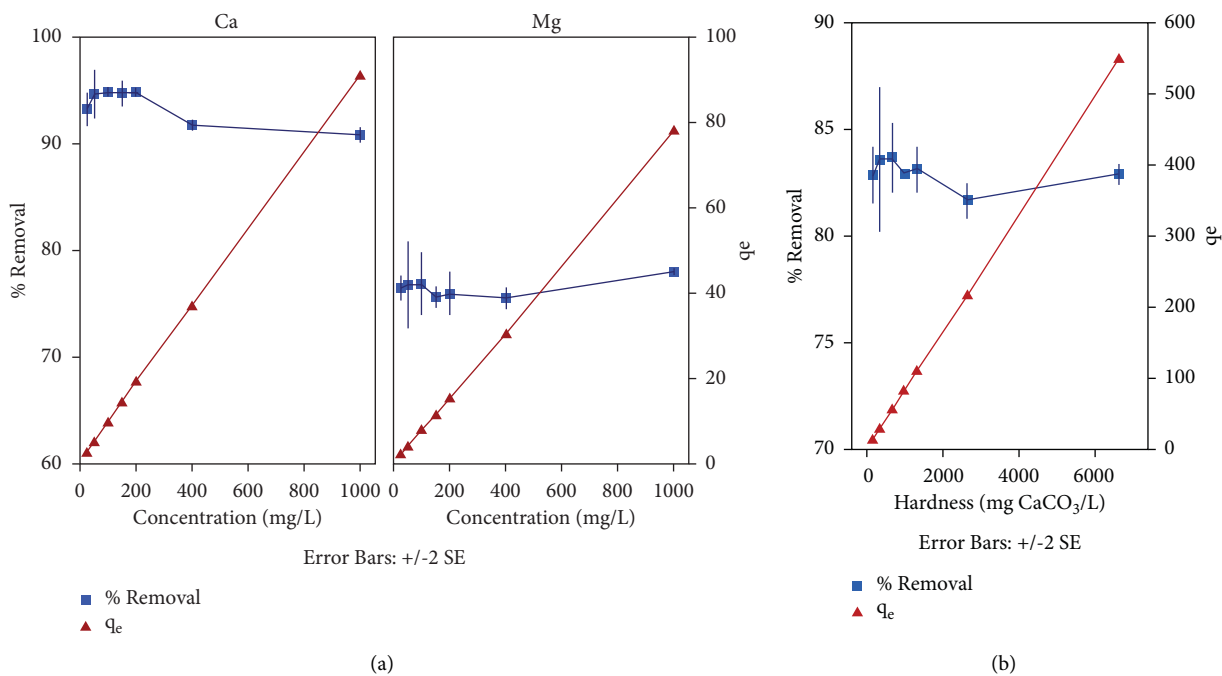 Ca
Mg
100
90
80
70
60
% Removal
0
200
400
600
800
1000
Concentration (mg/L)
0
200
400
600
800
1000
Concentration (mg/L)
100
80
60
40
20
0
qe
Error Bars: +/-2 SE
% Removal
qₑ
(a)
90
85
80
75
70
% Removal
0
2000
4000
6000
Hardness (mg CaCO₃/L)
600
500
400
300
200
100
0
qe
Error Bars: +/-2 SE
% Removal
qₑ
(b)